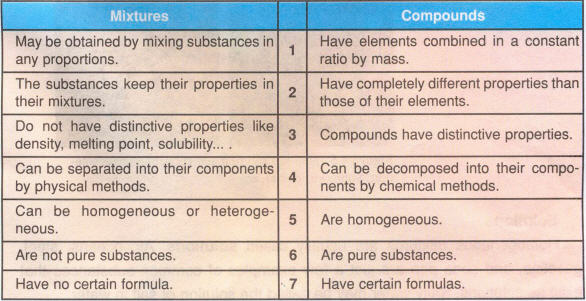 Mixtures Compounds
May be obtained by mixing substances in
any proportions.
1
Have elements combined in a constant
ratio by mass.
The substances keep their properties in
their mixtures.
2
Have completely different properties than
those of their elements.
Do not have distinctive properties like
density, melting point, solubility... .
3
Compounds have distinctive properties.
Can be separated into their components
by physical methods.
4
Can be decomposed into their compo-
nents by chemical methods.
Can be homogeneous or heteroge-
neous.
5
Are homogeneous.
Are not pure substances.
6
Are pure substances.
Have no certain formula.
7
Have certain formulas.